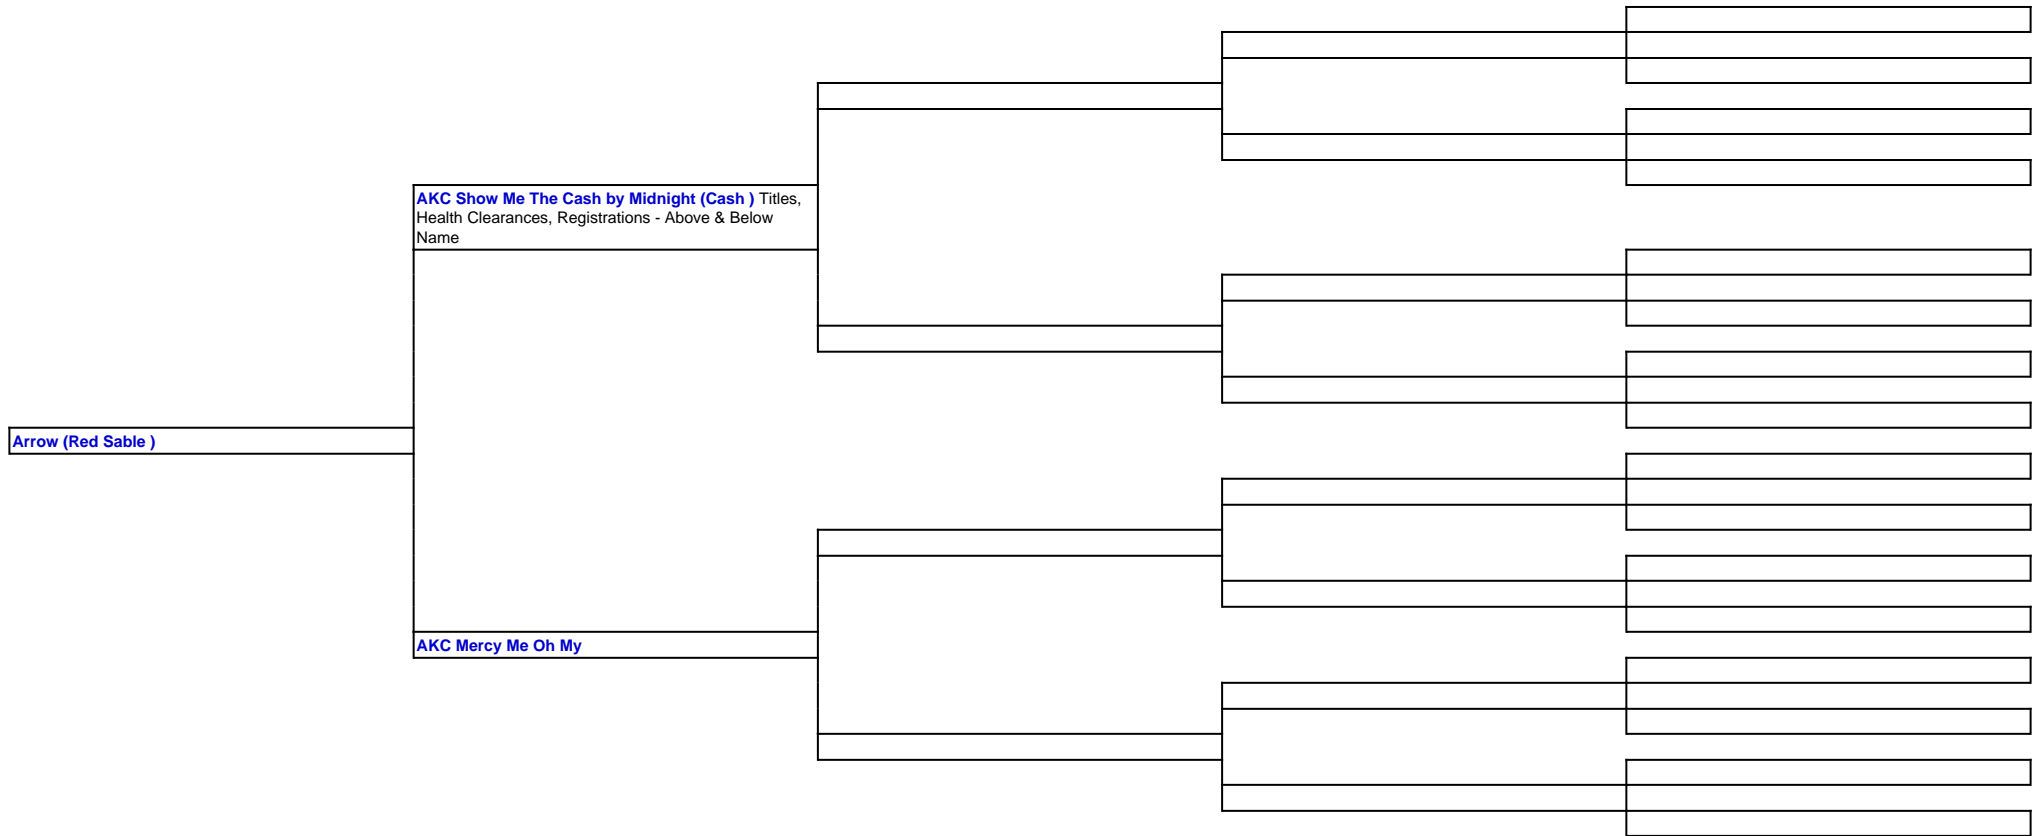 AKC Show Me The Cash by Midnight (Cash ) Titles,
Health Clearances, Registrations - Above & Below
Name
Arrow (Red Sable )
AKC Mercy Me Oh My